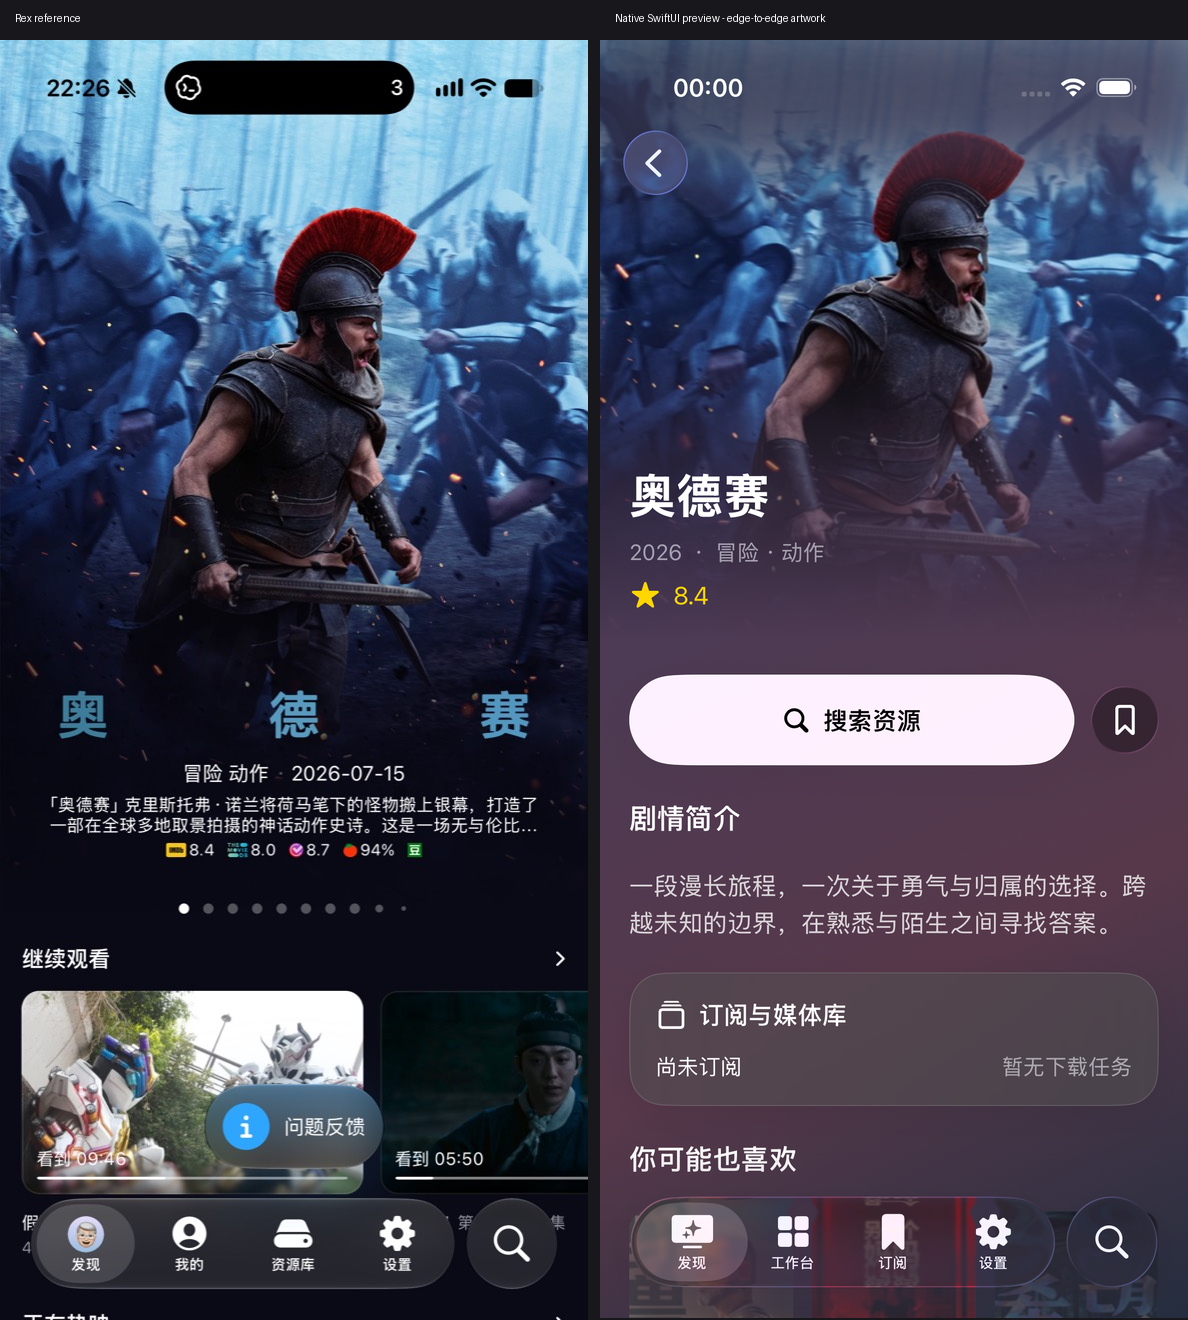 Rex reference
22:26
3
奥德赛
冒险 动作 · 2026-07-15
「奥德赛」克里斯托弗·诺兰将荷马笔下的怪物搬上银幕，打造了
一部在全球多地取景拍摄的神话动作史诗。这是一场无与伦比...
8.4 8.0 8.7 94% 豆
继续观看
看到 09:46
问题反馈
看到 05:50
假
第
集
4
发现
我的
资源库
设置
Native SwiftUI preview - edge-to-edge artwork
00:00
奥德赛
2026 · 冒险 · 动作
8.4
搜索资源
剧情简介
一段漫长旅程，一次关于勇气与归属的选择。跨
越未知的边界，在熟悉与陌生之间寻找答案。
订阅与媒体库
尚未订阅
暂无下载任务
你可能也喜欢
发现
工作台
订阅
设置